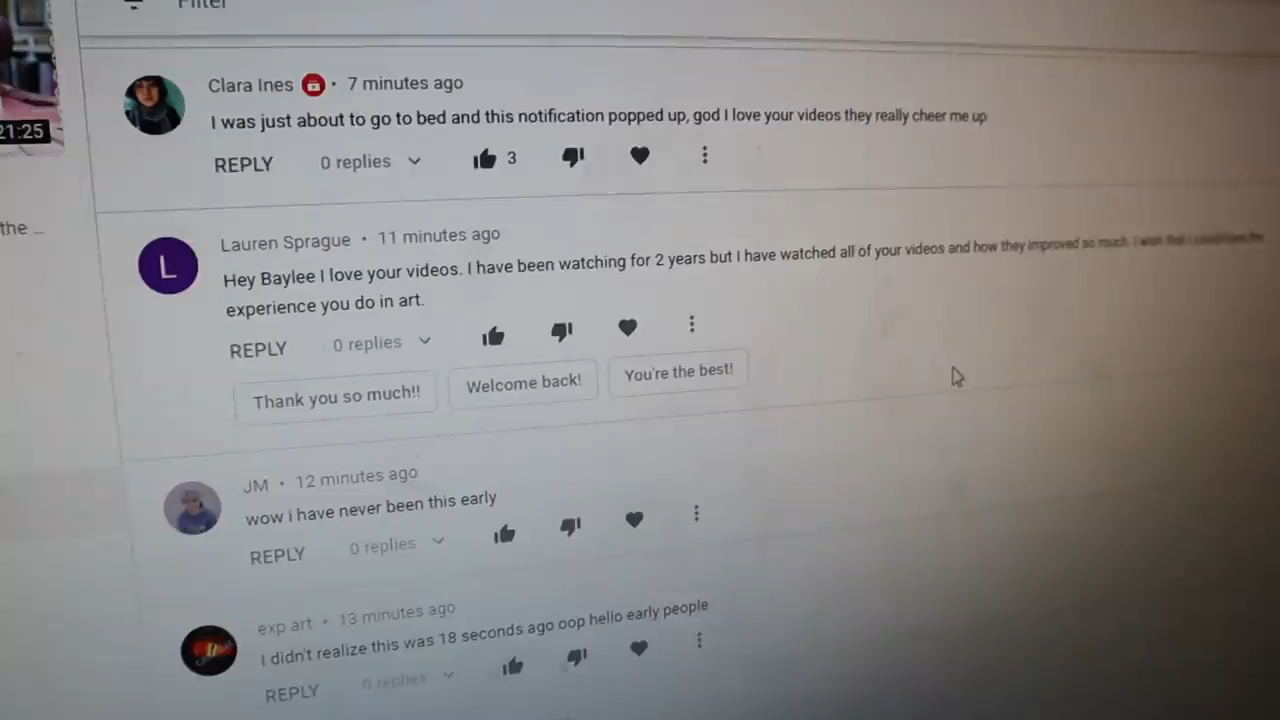 Filter
Clara Ines • 7 minutes ago
21:25
I was just about to go to bed and this notification popped up, god I love your videos they really cheer me up
REPLY 0 replies 3
the ...
Lauren Sprague • 11 minutes ago
L
Hey Baylee I love your videos. I have been watching for 2 years but I have watched all of your videos and how they improved so much. I wish that I
experience you do in art.
REPLY 0 replies
Thank you so much!! Welcome back! You're the best!
JM • 12 minutes ago
wow i have never been this early
REPLY 0 replies
exp art • 13 minutes ago
I didn't realize this was 18 seconds ago oop hello early people
REPLY 0 replies